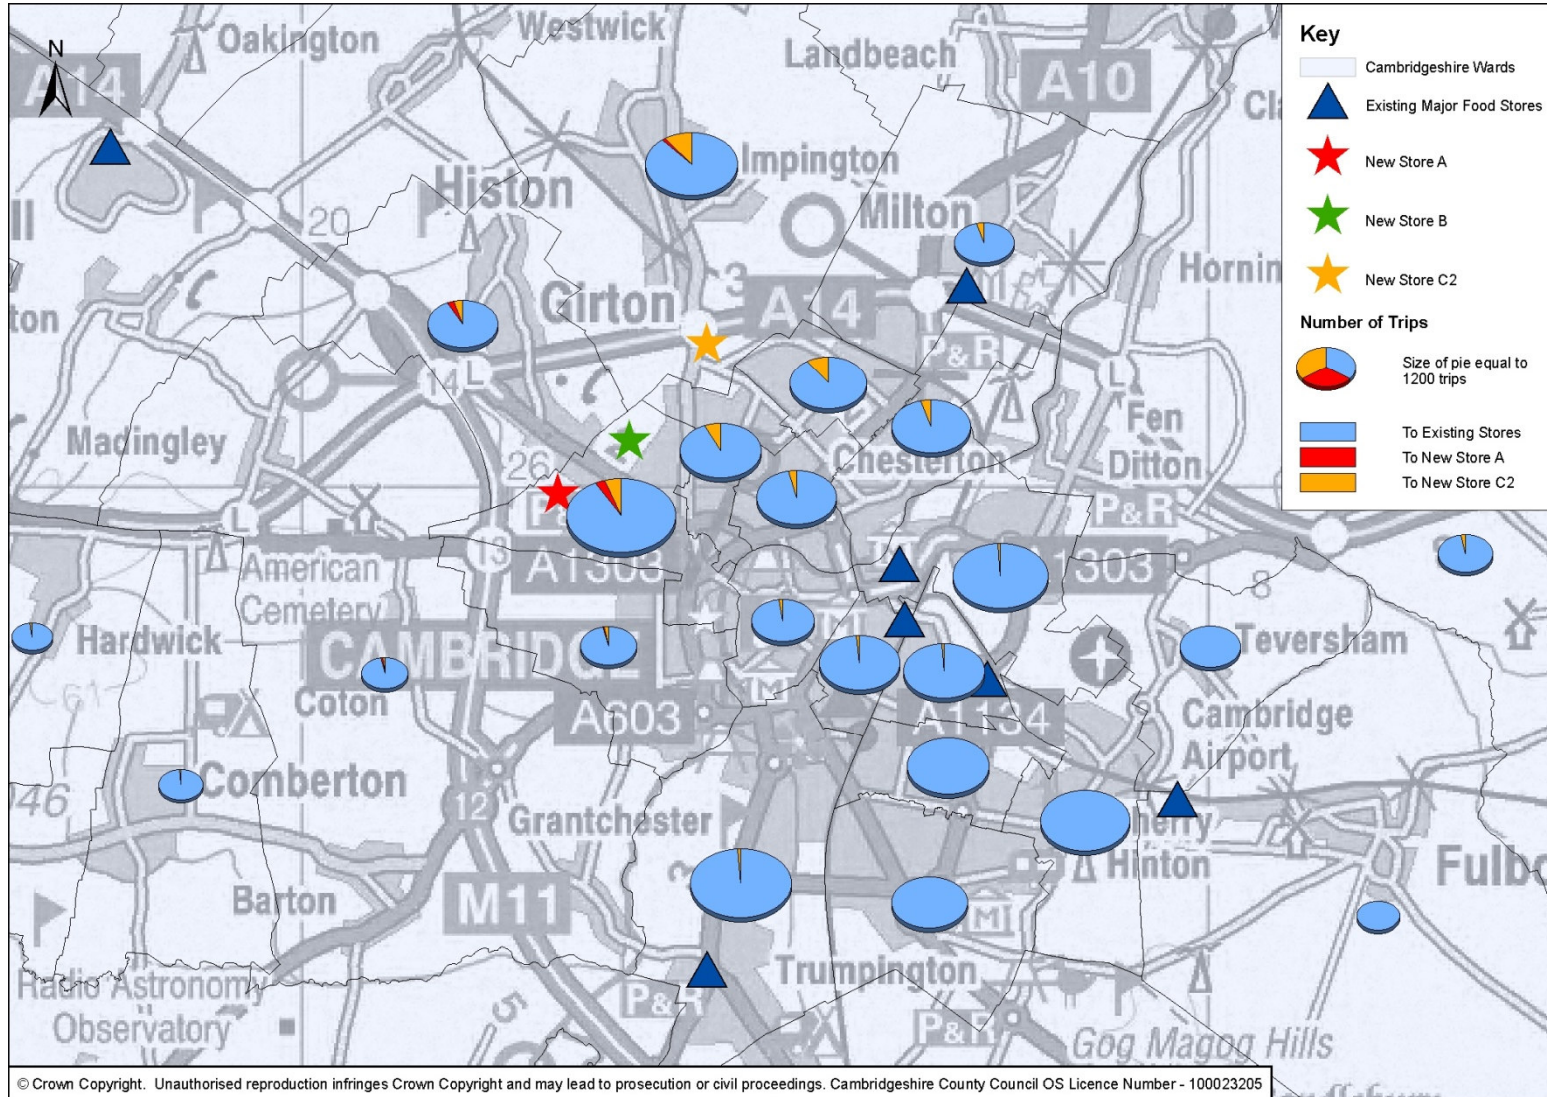 Westwick
Oakington
Landbeach
N
A14
A10
Impington
Histon
Milton
20
3
Girton
A14
P&R
L
14
L
Fen
Ditton
Madingley
26
Chesterton
P&R
L
13
A1303
1303
8
American
Cemetery
Hardwick
CAMBRIDGE
Teversham
Coton
A603
A1134
Cambridge
Airport
Comberton
12
Grantchester
Hinton
3
Barton
M11
Trumpington
Radio Astronomy
Observatory
P&R
5
P&R
Gog Magog Hills
Key
Cambridgeshire Wards
Existing Major Food Stores
New Store A
New Store B
New Store C2
Number of Trips
Size of pie equal to
1200 trips
To Existing Stores
To New Store A
To New Store C2
© Crown Copyright. Unauthorised reproduction infringes Crown Copyright and may lead to prosecution or civil proceedings. Cambridgeshire County Council OS Licence Number - 100023205